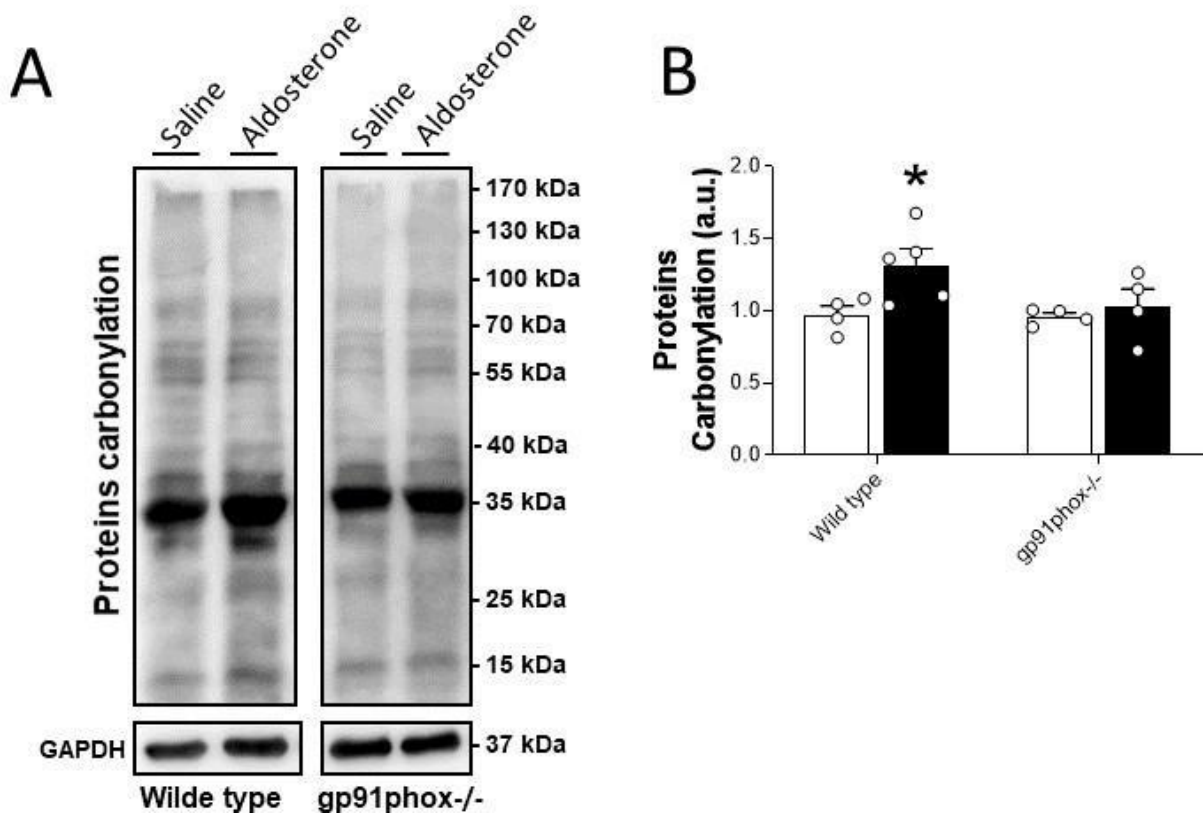 A
Saline
Aldosterone
Saline
Aldosterone
Proteins carbonylation
170 kDa
130 kDa
100 kDa
70 kDa
55 kDa
40 kDa
35 kDa
25 kDa
15 kDa
GAPDH
37 kDa
Wilde type
gp91phox-/-
B
Proteins
Carbonylation (a.u.)
2.0
1.5
1.0
0.5
0.0
*
Wild type
gp91phox-/-